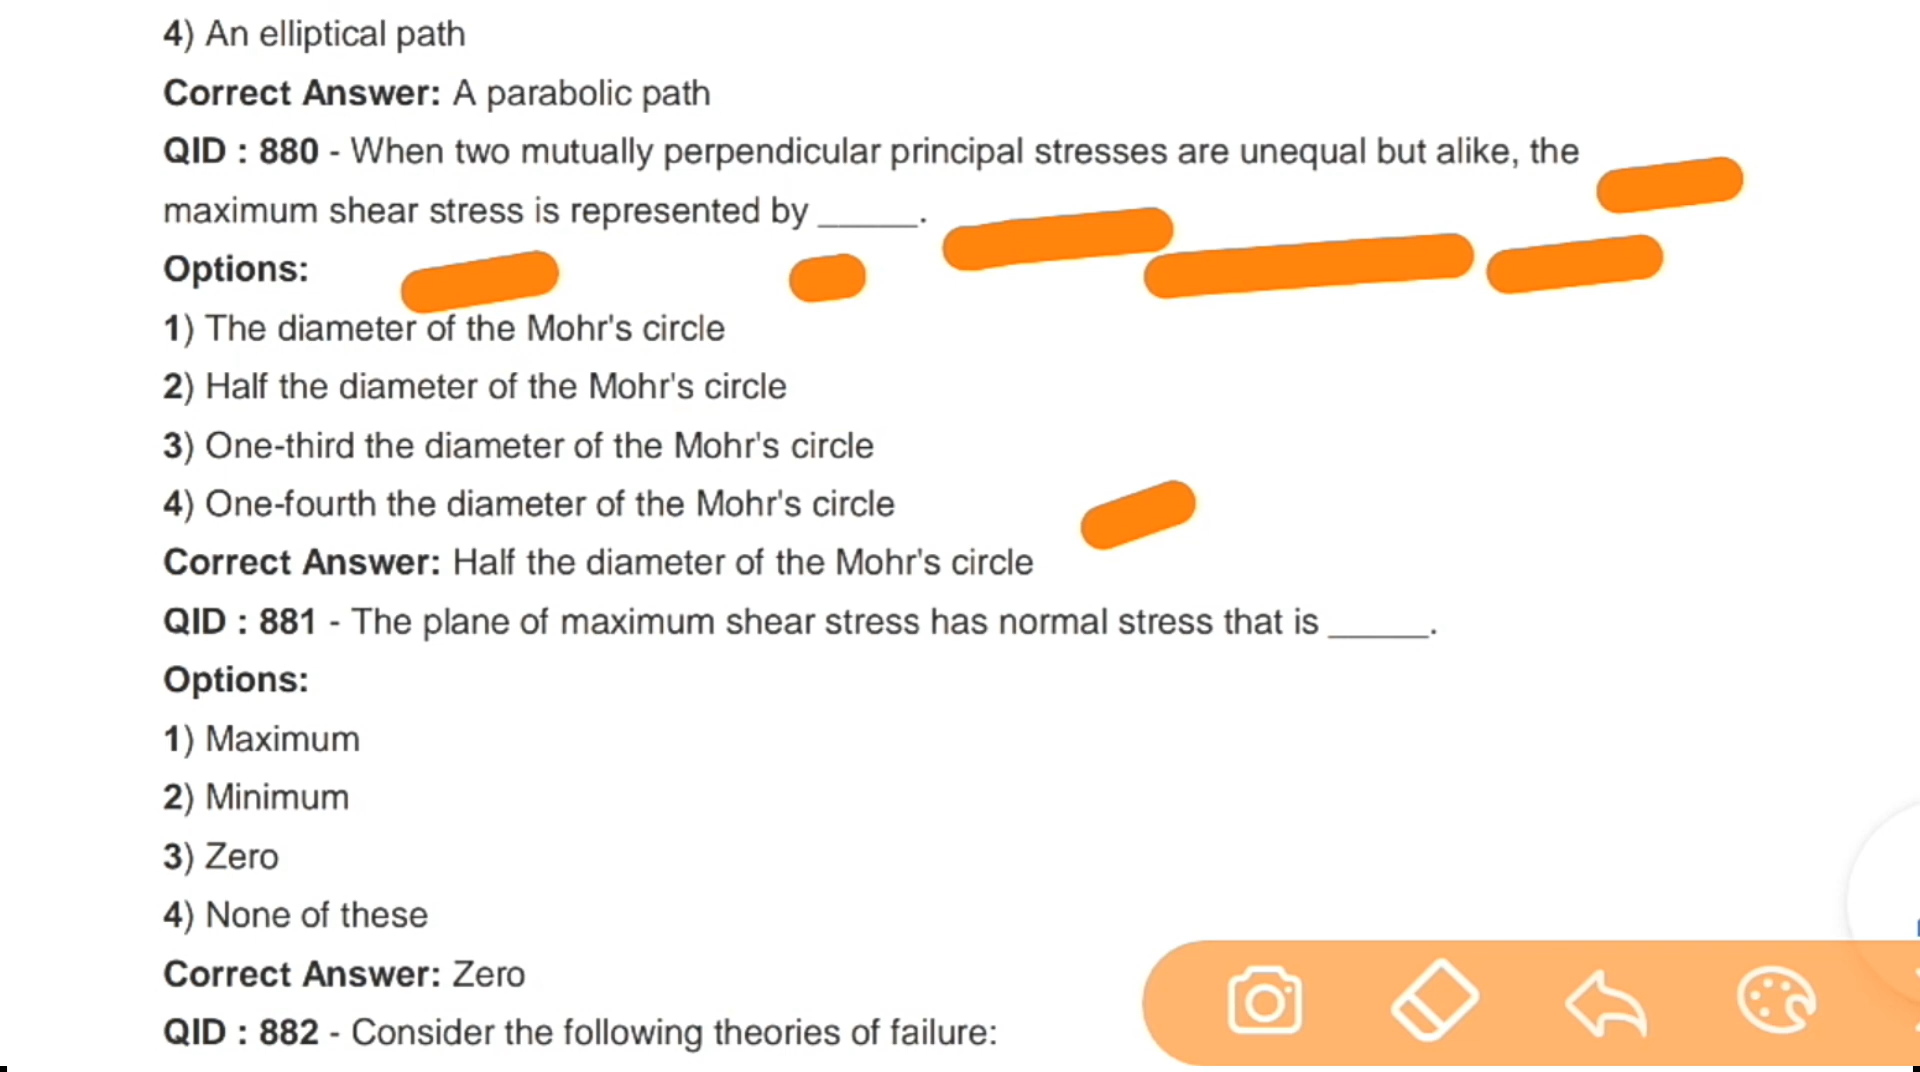 4) An elliptical path
Correct Answer: A parabolic path
QID : 880 - When two mutually perpendicular principal stresses are unequal but alike, the
maximum shear stress is represented by _____.
Options:
1) The diameter of the Mohr's circle
2) Half the diameter of the Mohr's circle
3) One-third the diameter of the Mohr's circle
4) One-fourth the diameter of the Mohr's circle
Correct Answer: Half the diameter of the Mohr's circle
QID : 881 - The plane of maximum shear stress has normal stress that is _____.
Options:
1) Maximum
2) Minimum
3) Zero
4) None of these
Correct Answer: Zero
QID : 882 - Consider the following theories of failure: